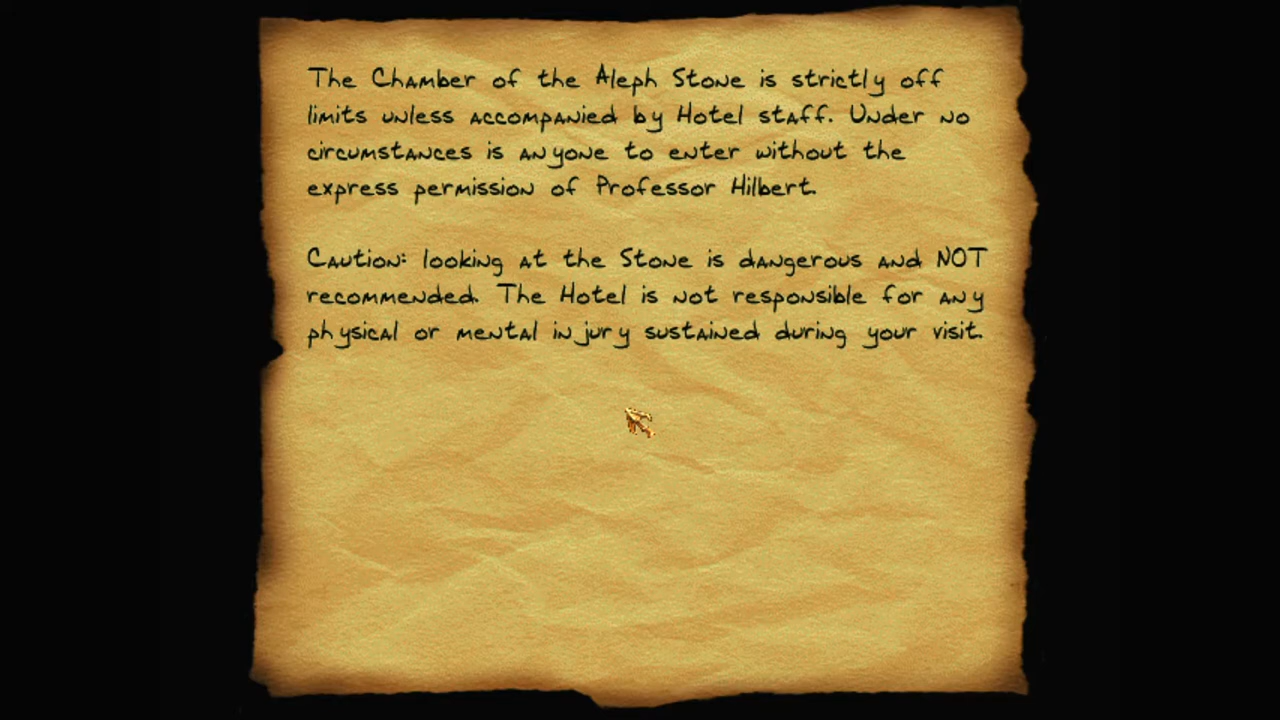 The Chamber of the Aleph Stone is strictly off
limits unless accompanied by Hotel staff. Under no
circumstances is anyone to enter without the
express permission of Professor Hilbert.
Caution: looking at the Stone is dangerous and NOT
recommended. The Hotel is not responsible for any
physical or mental injury sustained during your visit.